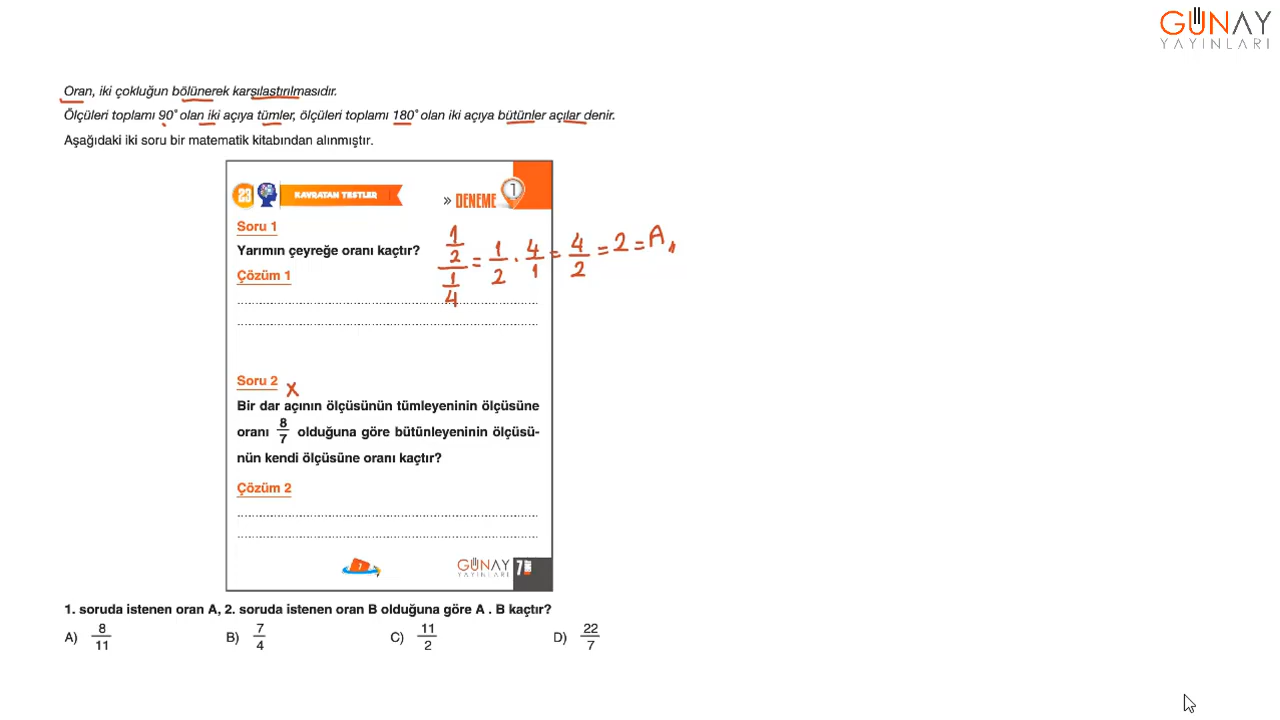 GÜNAY
YAYINLARI
Oran, iki çokluğun bölünerek karşılaştırılmasıdır.
Ölçüleri toplamı 90° olan iki açıya tümler, ölçüleri toplamı 180° olan iki açıya bütünler açılar denir.
Aşağıdaki iki soru bir matematik kitabından alınmıştır.
23 KAVRATAN TESTLER » DENEME 1
Soru 1
Yarımın çeyreğe oranı kaçtır?
1/2 / 1/4 = 1/2 . 4/1 = 4/2 = 2 = A
Çözüm 1
Soru 2 x
Bir dar açının ölçüsünün tümleyeninin ölçüsüne
oranı 8/7 olduğuna göre bütünleyeninin ölçüsü-
nün kendi ölçüsüne oranı kaçtır?
Çözüm 2
1 GÜNAY 7
YAYINLARI
1. soruda istenen oran A, 2. soruda istenen oran B olduğuna göre A . B kaçtır?
A) 8/11 B) 7/4 C) 11/2 D) 22/7